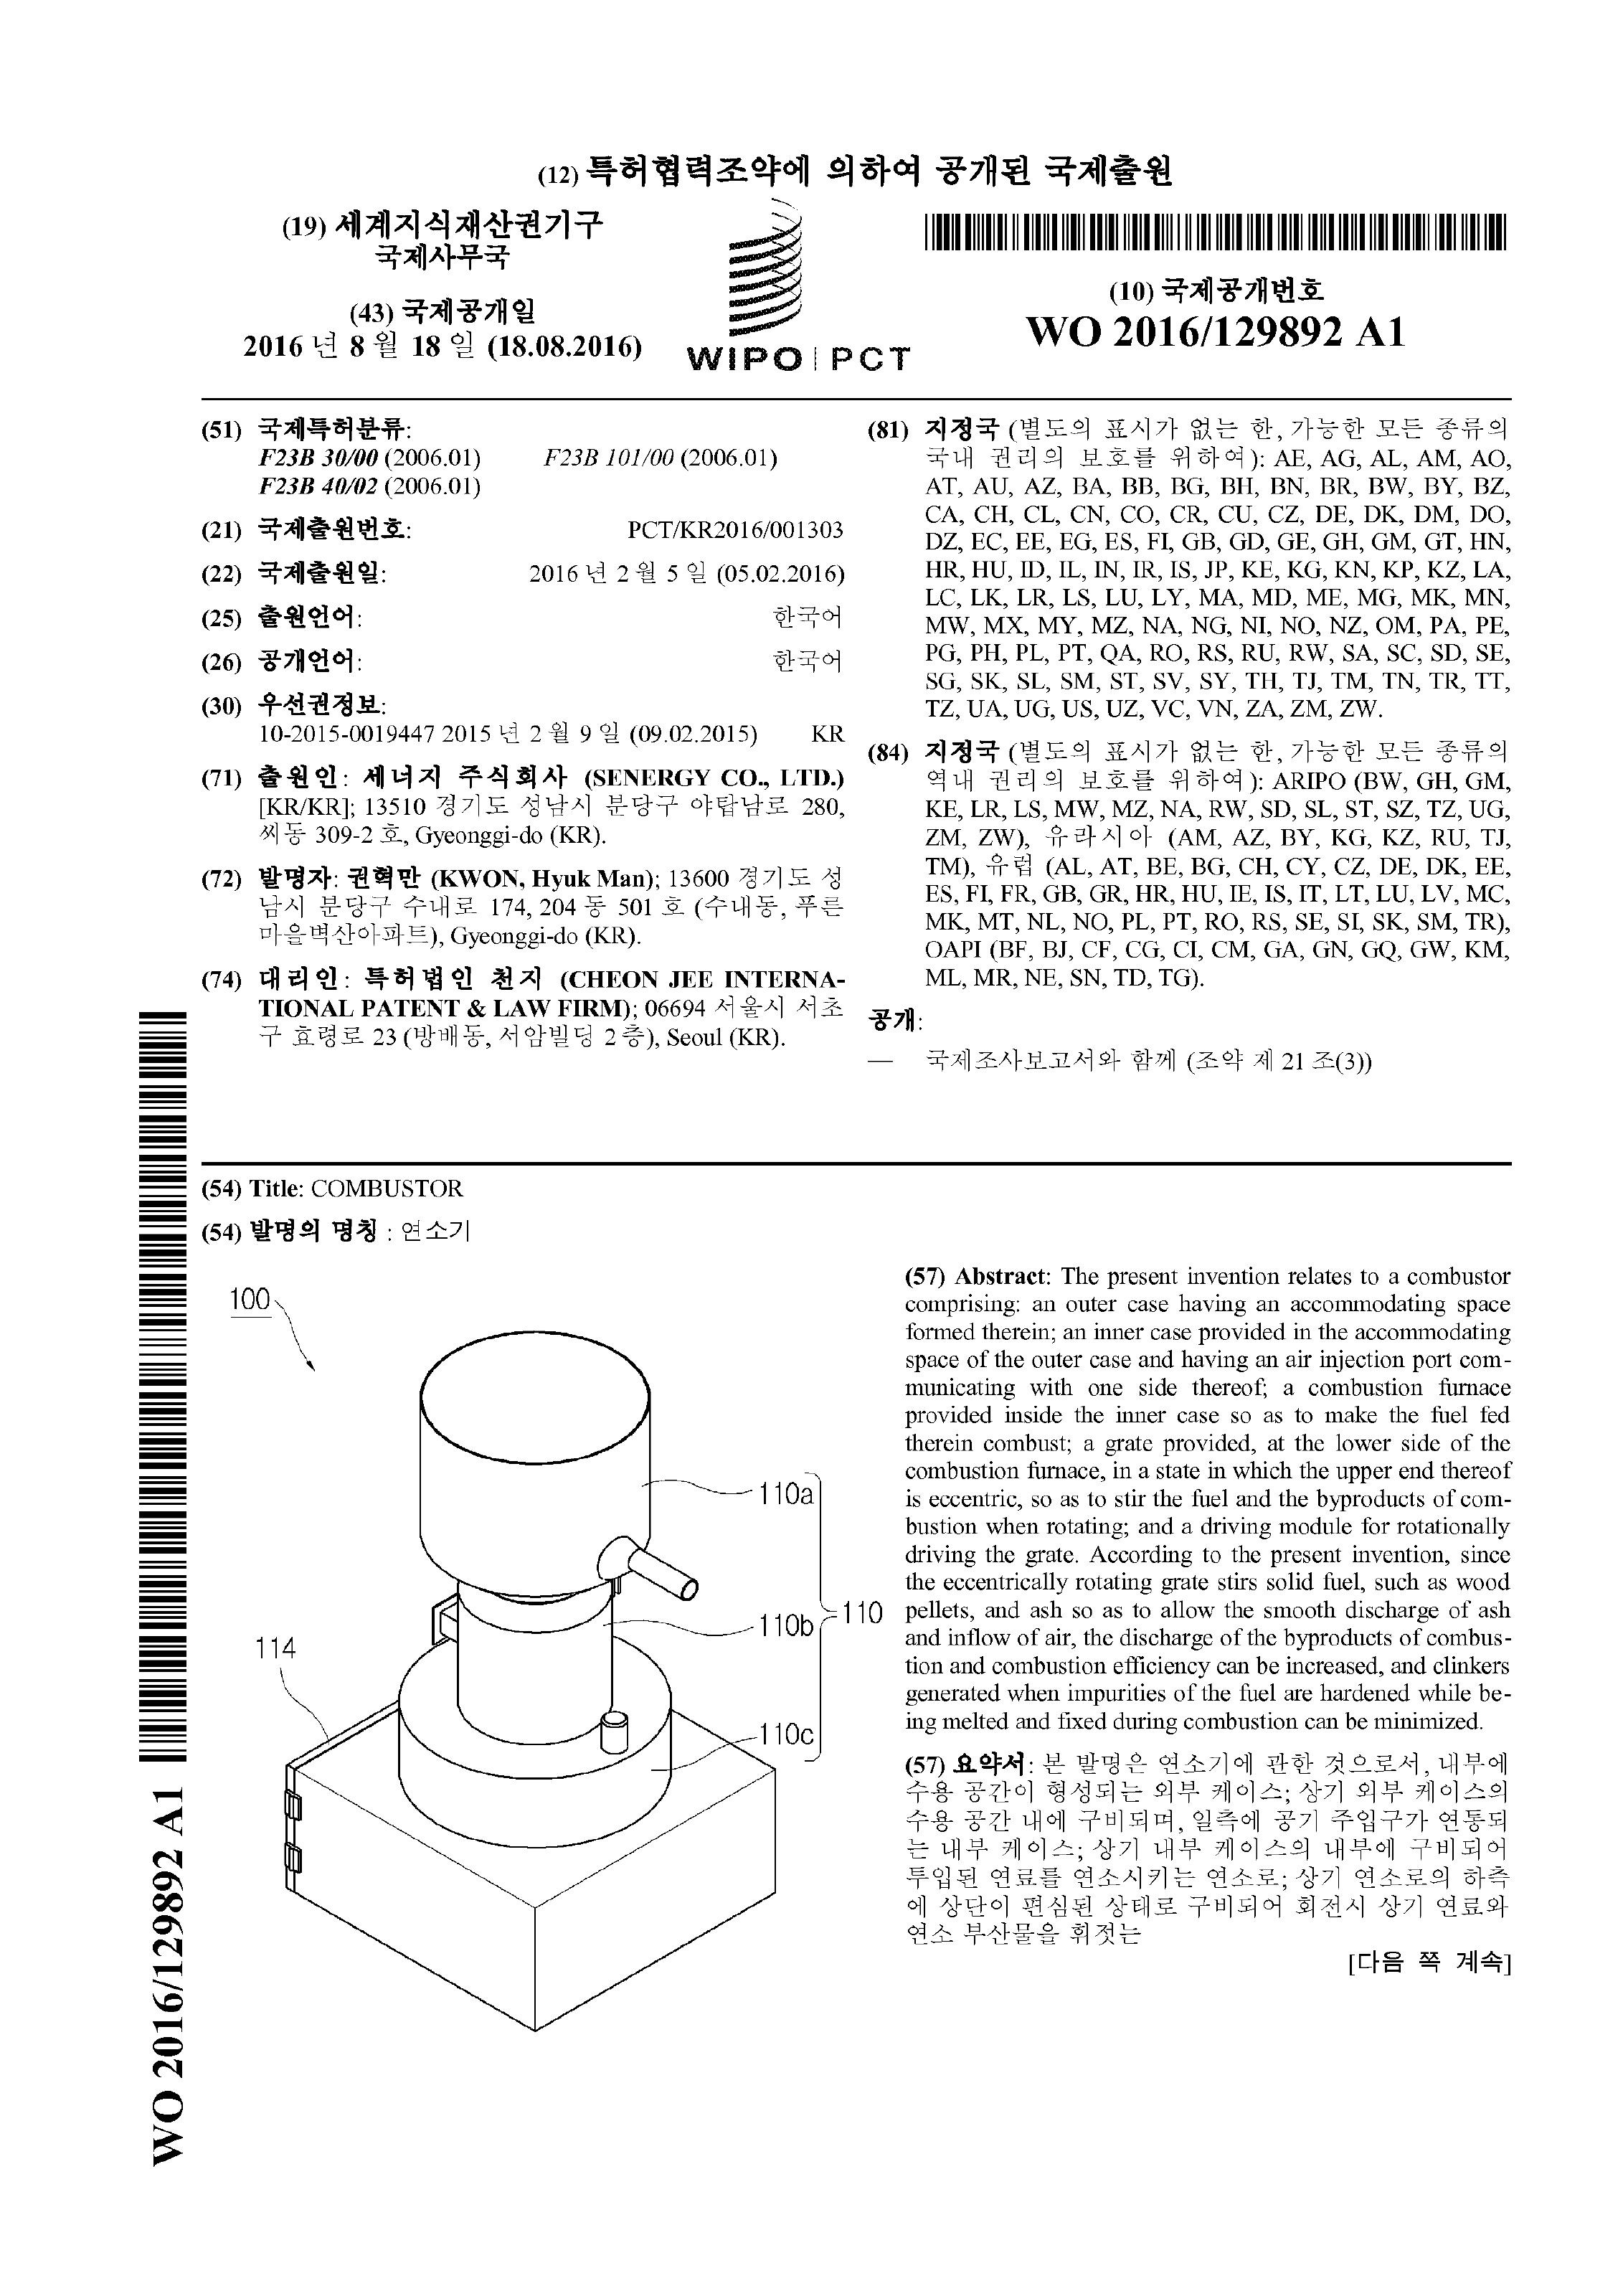 (12) 특허협력조약에 의하여 공개된 국제출원
(19) 세계지식재산권기구
국제사무국
(43) 국제공개일
2016 년 8 월 18 일 (18.08.2016)
WIPO | PCT
(10) 국제공개번호
WO 2016/129892 A1
(51) 국제특허분류:
F23B 30/00 (2006.01) F23B 101/00 (2006.01)
F23B 40/02 (2006.01)
(21) 국제출원번호: PCT/KR2016/001303
(22) 국제출원일: 2016 년 2 월 5 일 (05.02.2016)
(25) 출원언어: 한국어
(26) 공개언어: 한국어
(30) 우선권정보:
10-2015-0019447 2015 년 2 월 9 일 (09.02.2015) KR
(71) 출원인: 세너지 주식회사 (SENERGY CO., LTD.)
[KR/KR]; 13510 경기도 성남시 분당구 야탑남로 280,
씨동 309-2 호, Gyeonggi-do (KR).
(72) 발명자: 권혁만 (KWON, Hyuk Man); 13600 경기도 성
남시 분당구 수내로 174, 204 동 501 호 (수내동, 푸른
마을벽산아파트), Gyeonggi-do (KR).
(74) 대리인: 특허법인 천지 (CHEON JEE INTERNA-
TIONAL PATENT & LAW FIRM); 06694 서울시 서초
구 효령로 23 (방배동, 서암빌딩 2 층), Seoul (KR).
(81) 지정국 (별도의 표시가 없는 한, 가능한 모든 종류의
국내 권리의 보호를 위하여): AE, AG, AL, AM, AO,
AT, AU, AZ, BA, BB, BG, BH, BN, BR, BW, BY, BZ,
CA, CH, CL, CN, CO, CR, CU, CZ, DE, DK, DM, DO,
DZ, EC, EE, EG, ES, FI, GB, GD, GE, GH, GM, GT, HN,
HR, HU, ID, IL, IN, IR, IS, JP, KE, KG, KN, KP, KZ, LA,
LC, LK, LR, LS, LU, LY, MA, MD, ME, MG, MK, MN,
MW, MX, MY, MZ, NA, NG, NI, NO, NZ, OM, PA, PE,
PG, PH, PL, PT, QA, RO, RS, RU, RW, SA, SC, SD, SE,
SG, SK, SL, SM, ST, SV, SY, TH, TJ, TM, TN, TR, TT,
TZ, UA, UG, US, UZ, VC, VN, ZA, ZM, ZW.
(84) 지정국 (별도의 표시가 없는 한, 가능한 모든 종류의
역내 권리의 보호를 위하여): ARIPO (BW, GH, GM,
KE, LR, LS, MW, MZ, NA, RW, SD, SL, ST, SZ, TZ, UG,
ZM, ZW), 유라시아 (AM, AZ, BY, KG, KZ, RU, TJ,
TM), 유럽 (AL, AT, BE, BG, CH, CY, CZ, DE, DK, EE,
ES, FI, FR, GB, GR, HR, HU, IE, IS, IT, LT, LU, LV, MC,
MK, MT, NL, NO, PL, PT, RO, RS, SE, SI, SK, SM, TR),
OAPI (BF, BJ, CF, CG, CI, CM, GA, GN, GQ, GW, KM,
ML, MR, NE, SN, TD, TG).
공개:
— 국제조사보고서와 함께 (조약 제 21 조(3))
(54) Title: COMBUSTOR
(54) 발명의 명칭 : 연소기
100
110a
110b
110
114
110c
(57) Abstract: The present invention relates to a combustor
comprising: an outer case having an accommodating space
formed therein; an inner case provided in the accommodating
space of the outer case and having an air injection port com-
municating with one side thereof; a combustion furnace
provided inside the inner case so as to make the fuel fed
therein combust; a grate provided, at the lower side of the
combustion furnace, in a state in which the upper end thereof
is eccentric, so as to stir the fuel and the byproducts of com-
bustion when rotating; and a driving module for rotationally
driving the grate. According to the present invention, since
the eccentrically rotating grate stirs solid fuel, such as wood
pellets, and ash so as to allow the smooth discharge of ash
and inflow of air, the discharge of the byproducts of combus-
tion and combustion efficiency can be increased, and clinkers
generated when impurities of the fuel are hardened while be-
ing melted and fixed during combustion can be minimized.
(57) 요약서: 본 발명은 연소기에 관한 것으로서, 내부에
수용 공간이 형성되는 외부 케이스; 상기 외부 케이스의
수용 공간 내에 구비되며, 일측에 공기 주입구가 연통되
는 내부 케이스; 상기 내부 케이스의 내부에 구비되어
투입된 연료를 연소시키는 연소로; 상기 연소로의 하측
에 상단이 편심된 상태로 구비되어 회전시 상기 연료와
연소 부산물을 휘젓는
[다음 쪽 계속]
WO 2016/129892 A1